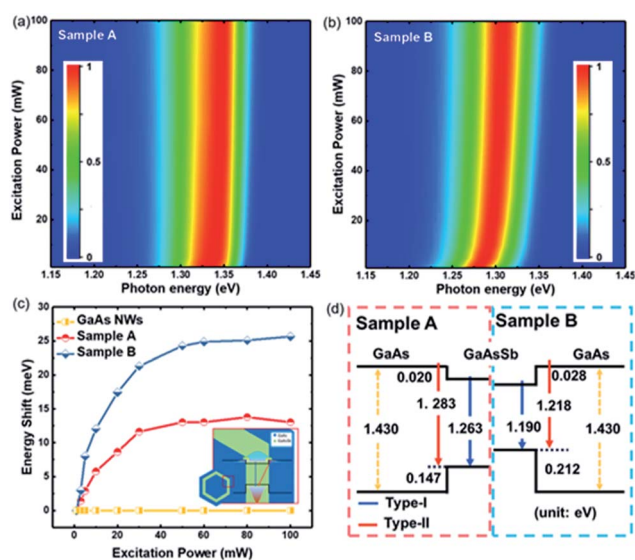 (a)
Sample A
Excitation Power (mW)
100
80
60
40
20
1
0.5
0
1.15 1.20 1.25 1.30 1.35 1.40 1.45
Photon energy (eV)
(b)
Sample B
Excitation Power (mW)
100
80
60
40
20
1
0.5
0
1.15 1.20 1.25 1.30 1.35 1.40 1.45
Photon energy (eV)
(c)
GaAs NWs
Sample A
Sample B
Energy Shift (meV)
30
25
20
15
10
5
0
0 20 40 60 80 100
Excitation Power (mW)
(d)
Sample A Sample B
GaAs GaAsSb GaAs
0.020 0.028
1. 283 1.218
1.430 1.263 1.190 1.430
0.147 0.212
Type-I
Type-II
(unit: eV)